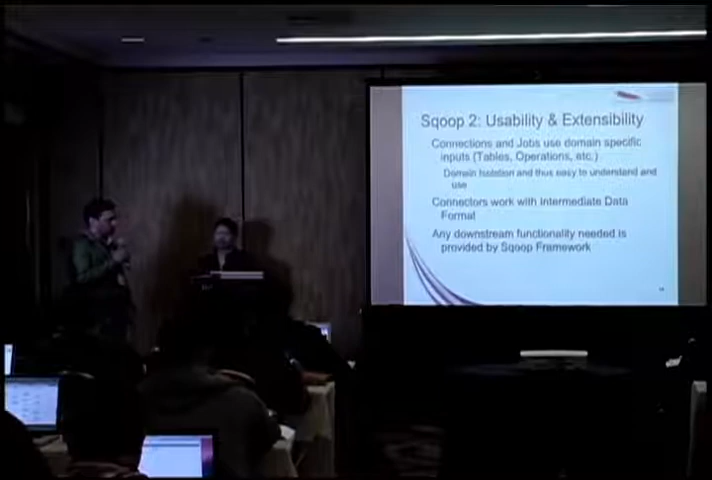 Sqoop 2: Usability & Extensibility
Connections and Jobs use domain specific
inputs (Tables, Operations, etc.)
Domain Isolation and thus easy to understand and
use
Connectors work with Intermediate Data
Format
Any downstream functionality needed is
provided by Sqoop Framework